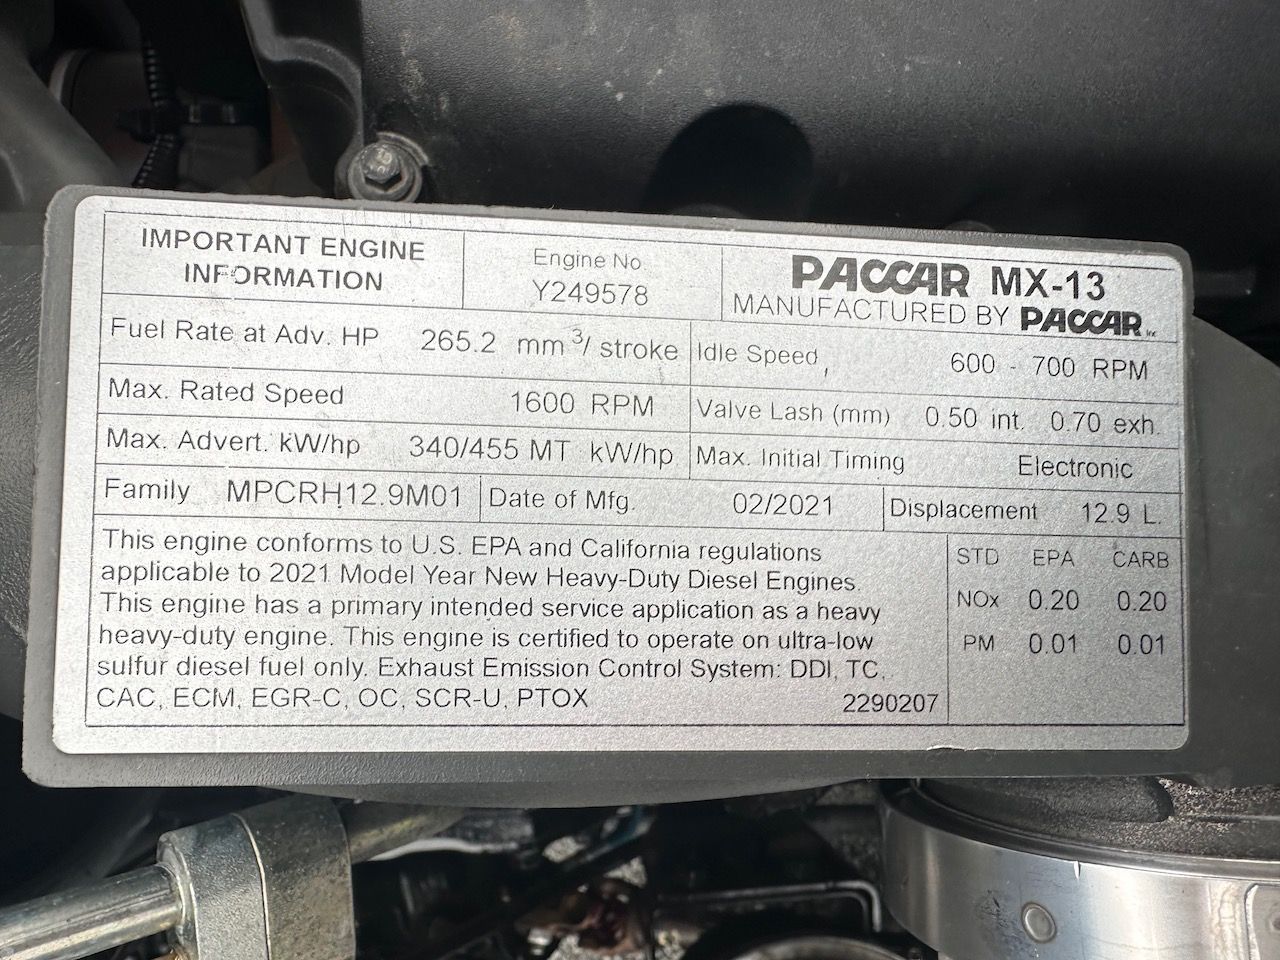 IMPORTANT ENGINE
INFORMATION
Engine No
Y249578
PACCAR MX-13
MANUFACTURED BY PACCAR Inc
Fuel Rate at Adv. HP 265.2 mm³/ stroke
Idle Speed 600 - 700 RPM
Max. Rated Speed 1600 RPM
Valve Lash (mm) 0.50 int. 0.70 exh.
Max. Advert. kW/hp 340/455 MT kW/hp
Max. Initial Timing Electronic
Family MPCRH12.9M01
Date of Mfg. 02/2021
Displacement 12.9 L.
This engine conforms to U.S. EPA and California regulations
applicable to 2021 Model Year New Heavy-Duty Diesel Engines.
This engine has a primary intended service application as a heavy
heavy-duty engine. This engine is certified to operate on ultra-low
sulfur diesel fuel only. Exhaust Emission Control System: DDI, TC,
CAC, ECM, EGR-C, OC, SCR-U, PTOX 2290207
STD EPA CARB
NOx 0.20 0.20
PM 0.01 0.01